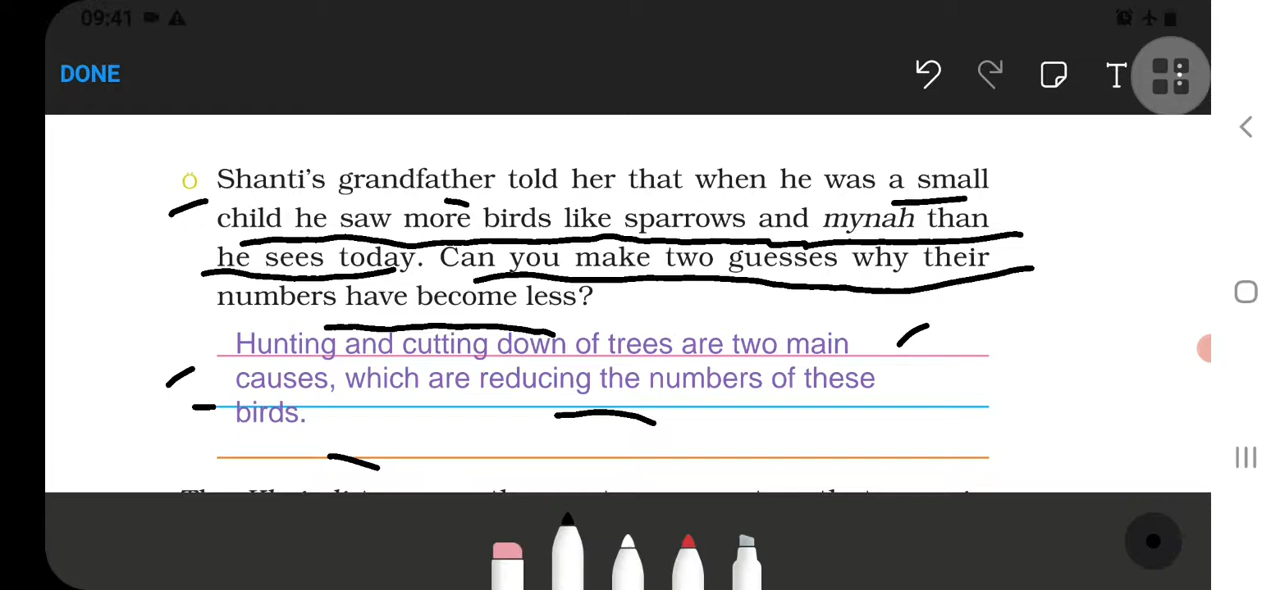 09:41
DONE
T
Shanti's grandfather told her that when he was a small
child he saw more birds like sparrows and mynah than
he sees today. Can you make two guesses why their
numbers have become less?
Hunting and cutting down of trees are two main
causes, which are reducing the numbers of these
birds.